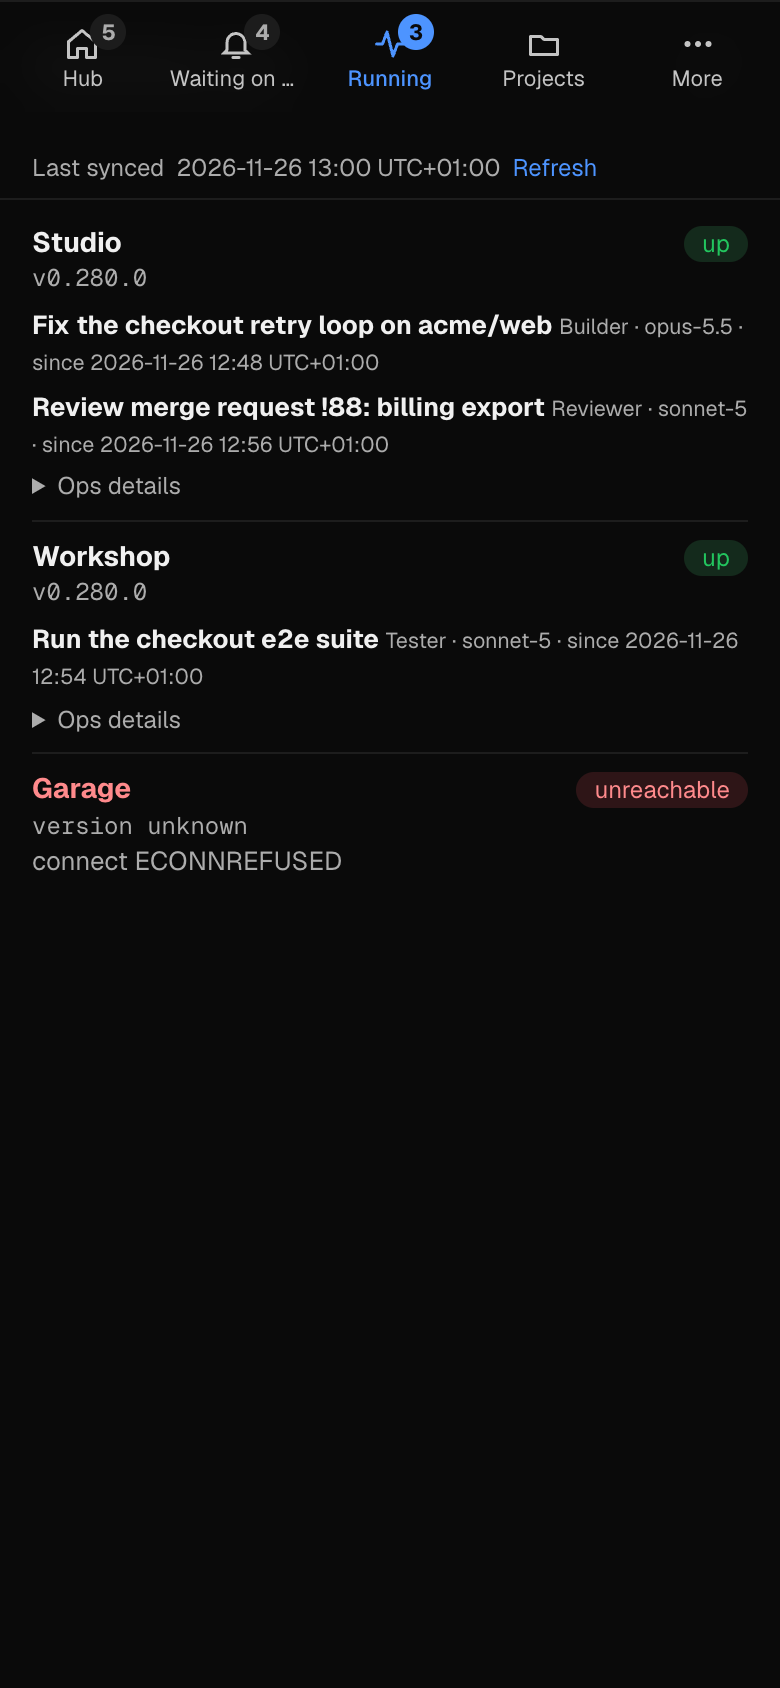 5
4
3
Hub
Waiting on ...
Running
Projects
More
Last synced 2026-11-26 13:00 UTC+01:00 Refresh
Studio
up
v0.280.0
Fix the checkout retry loop on acme/web Builder · opus-5.5 ·
since 2026-11-26 12:48 UTC+01:00
Review merge request !88: billing export Reviewer · sonnet-5
· since 2026-11-26 12:56 UTC+01:00
Ops details
Workshop
up
v0.280.0
Run the checkout e2e suite Tester · sonnet-5 · since 2026-11-26
12:54 UTC+01:00
Ops details
Garage
unreachable
version unknown
connect ECONNREFUSED